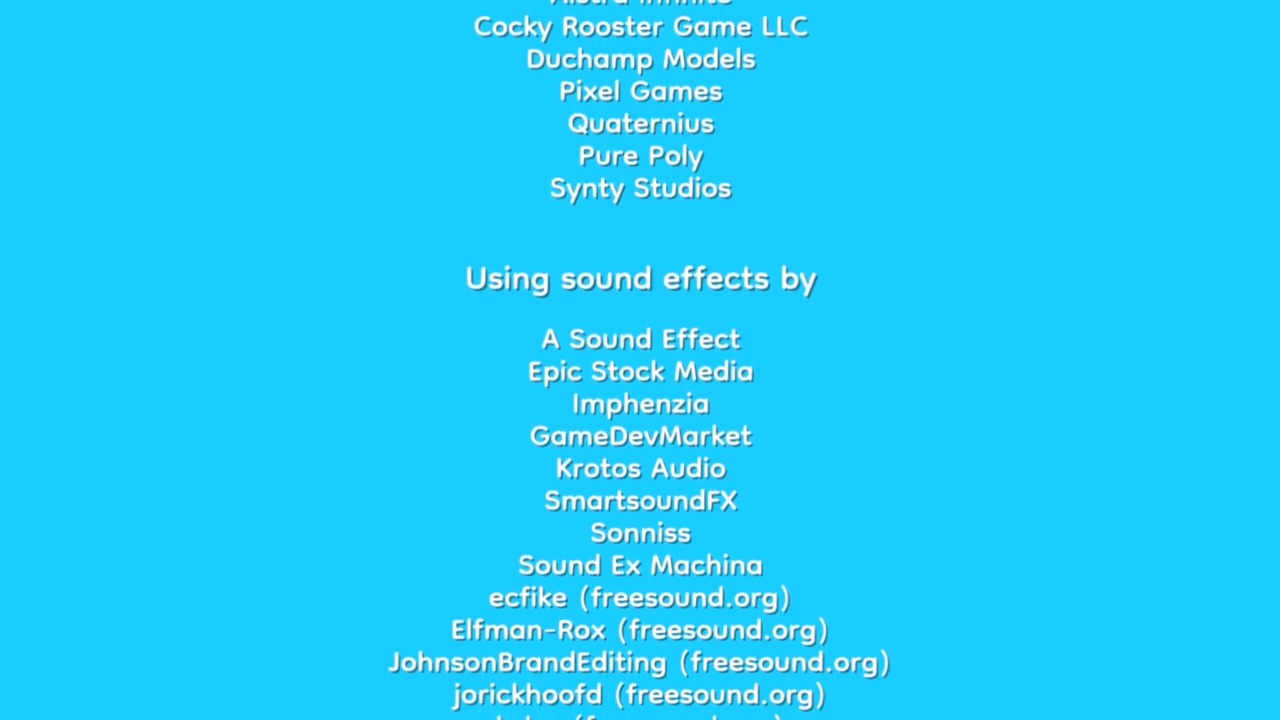 Cocky Rooster Game LLC
Duchamp Models
Pixel Games
Quaternius
Pure Poly
Synty Studios
Using sound effects by
A Sound Effect
Epic Stock Media
Imphenzia
GameDevMarket
Krotos Audio
SmartsoundFX
Sonniss
Sound Ex Machina
ecfike (freesound.org)
Elfman-Rox (freesound.org)
JohnsonBrandEditing (freesound.org)
jorickhoofd (freesound.org)